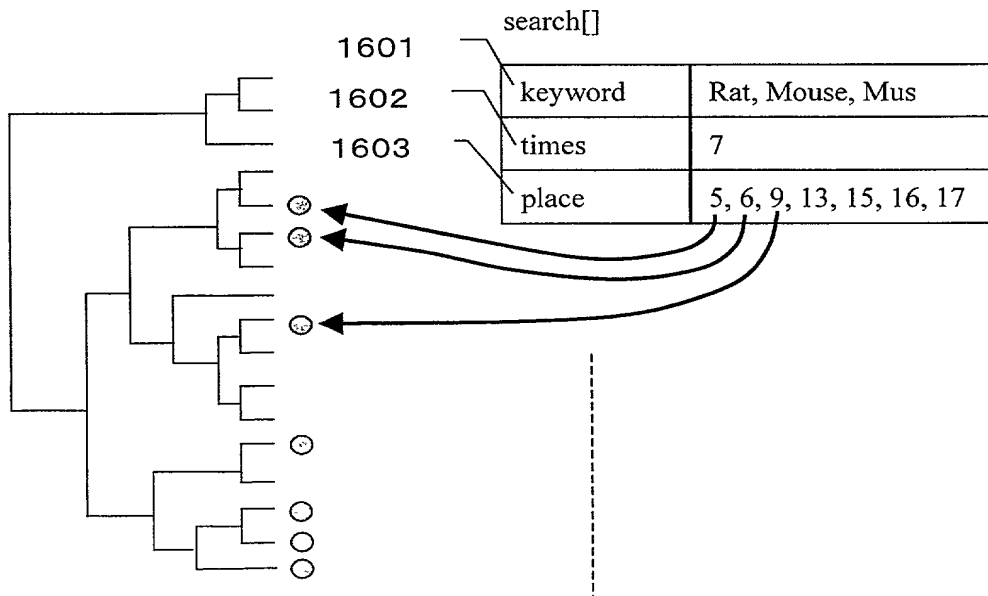 search[]
1601
keyword Rat, Mouse, Mus
1602
times 7
1603
place 5, 6, 9, 13, 15, 16, 17